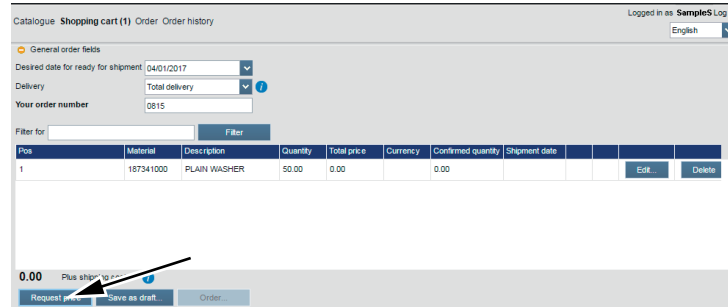 Logged in as SampleS Log
Catalogue Shopping cart (1) Order Order history
English
General order fields
Desired date for ready for shipment 04/01/2017
Delivery Total delivery
Your order number 0815
Filter for Filter
Pos Material Description Quantity Total price Currency Confirmed quantity Shipment date
1 187341000 PLAIN WASHER 50.00 0.00 0.00 Edit... Delete
0.00 Plus shipping
Request price Save as draft... Order...